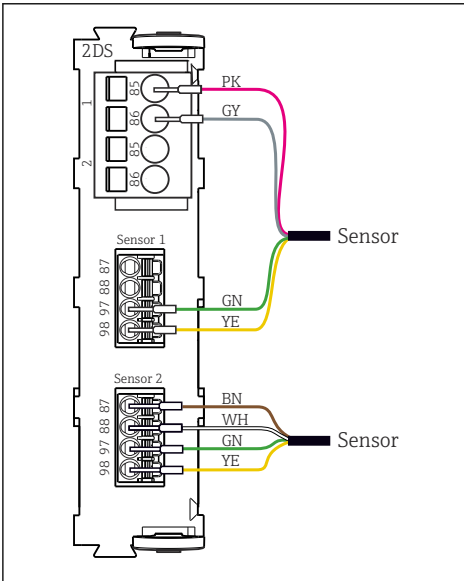 2DS
1
85
PK
86
GY
2
85
86
Sensor
Sensor 1
87
88
97
GN
98
YE
Sensor 2
87
BN
88
WH
Sensor
97
GN
98
YE